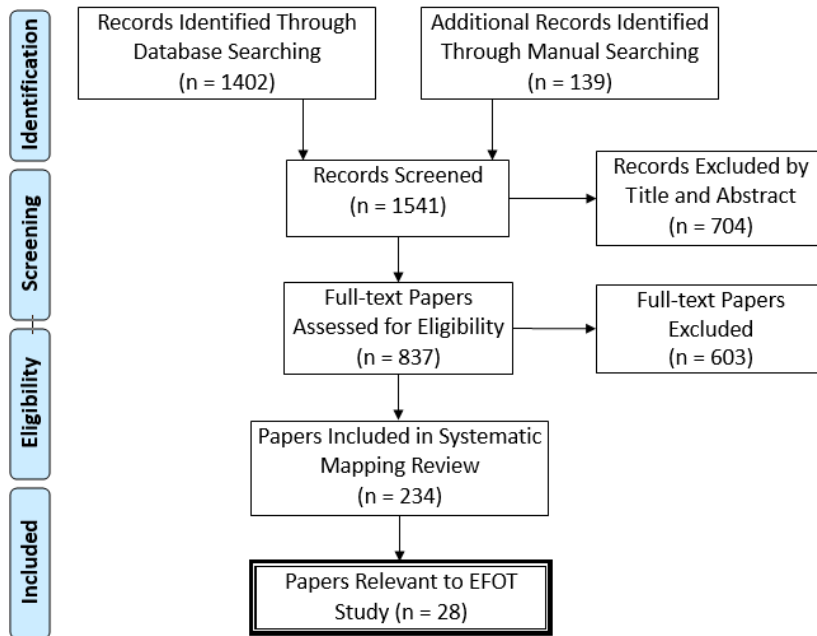 Identification
Records Identified Through
Database Searching
(n = 1402)
Additional Records Identified
Through Manual Searching
(n = 139)
Screening
Records Screened
(n = 1541)
Records Excluded by
Title and Abstract
(n = 704)
Full-text Papers
Assessed for Eligibility
(n = 837)
Full-text Papers
Excluded
(n = 603)
Eligibility
Papers Included in Systematic
Mapping Review
(n = 234)
Included
Papers Relevant to EFOT
Study (n = 28)